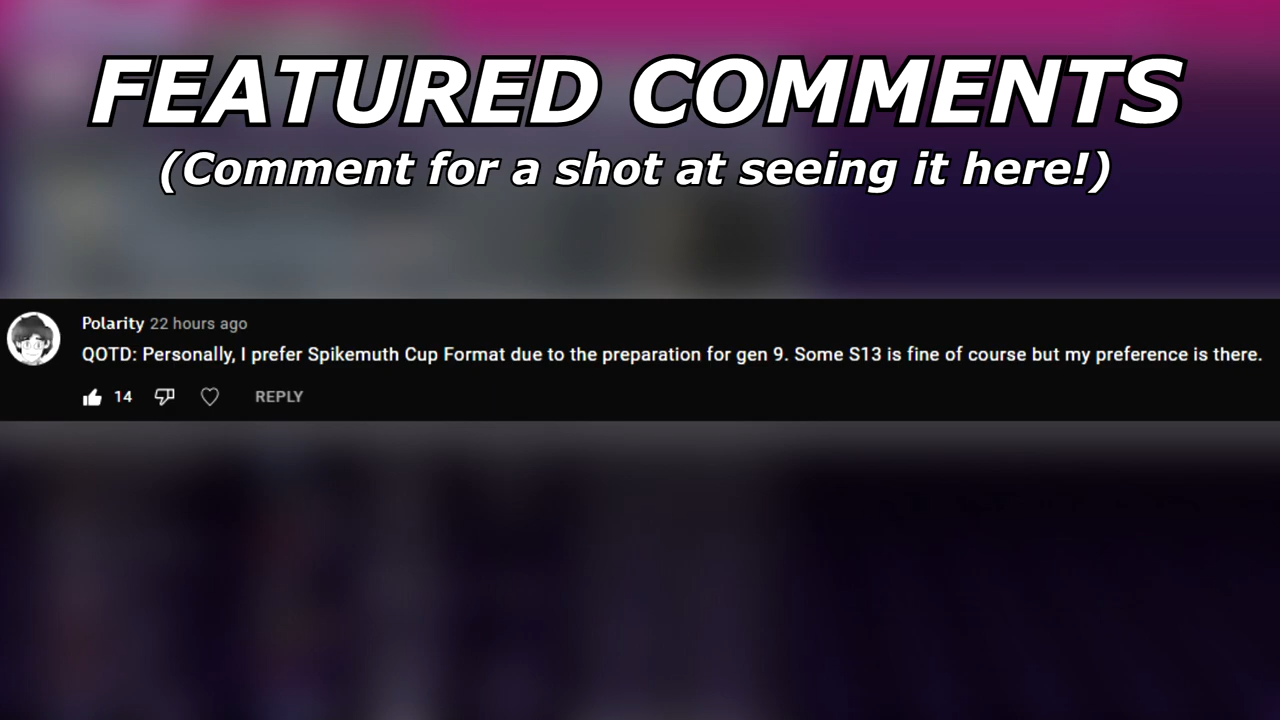 FEATURED COMMENTS
(Comment for a shot at seeing it here!)
Polarity 22 hours ago
QOTD: Personally, I prefer Spikemuth Cup Format due to the preparation for gen 9. Some S13 is fine of course but my preference is there.
14 REPLY